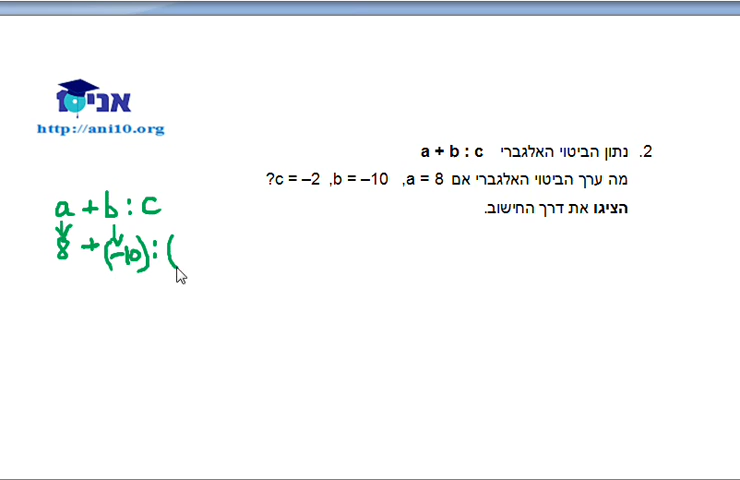 אני10
http://ani10.org
2. נתון הביטוי האלגברי a + b : c
מה ערך הביטוי האלגברי אם a = 8 ,b = –10 ,c = –2?
הציגו את דרך החישוב.
a + b : c
8 + (-10) : (